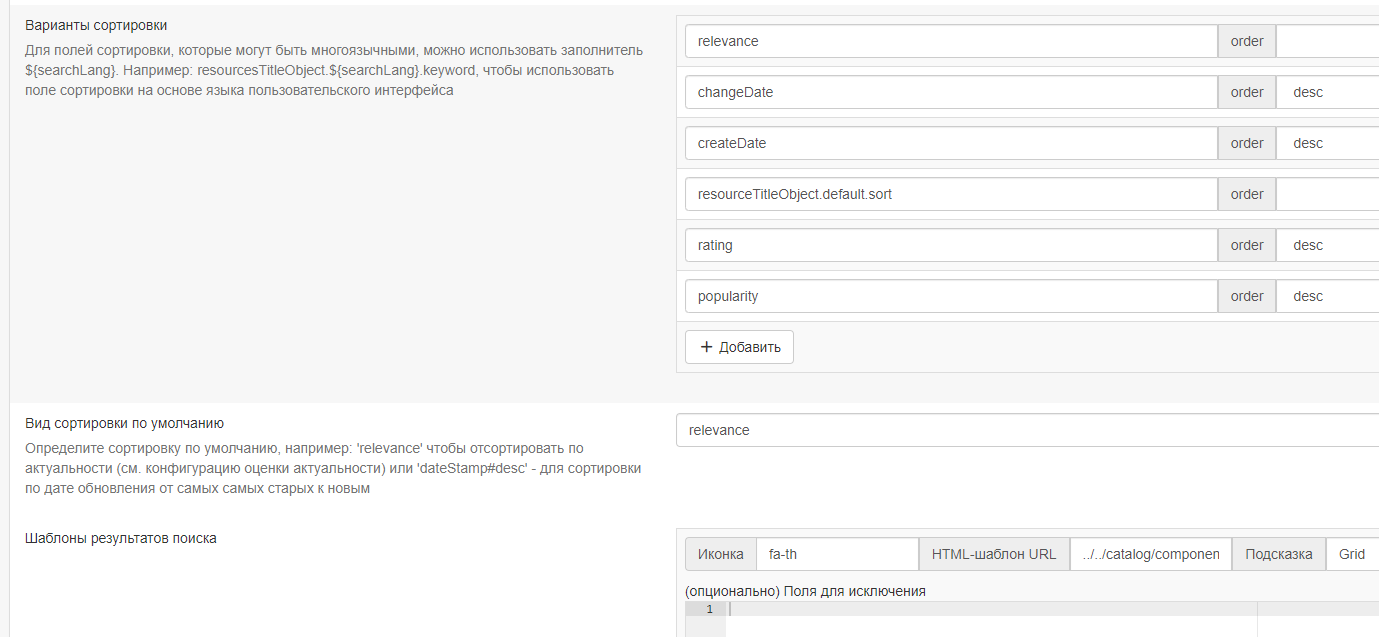 Варианты сортировки
Для полей сортировки, которые могут быть многоязычными, можно использовать заполнитель
${searchLang}. Например: resourcesTitleObject.${searchLang}.keyword, чтобы использовать
поле сортировки на основе языка пользовательского интерфейса
relevance order
changeDate order desc
createDate order desc
resourceTitleObject.default.sort order
rating order desc
popularity order desc
+ Добавить
Вид сортировки по умолчанию
Определите сортировку по умолчанию, например: 'relevance' чтобы отсортировать по
актуальности (см. конфигурацию оценки актуальности) или 'dateStamp#desc' - для сортировки
по дате обновления от самых самых старых к новым
relevance
Шаблоны результатов поиска
Иконка fa-th HTML-шаблон URL ../../catalog/componen Подсказка Grid
(опционально) Поля для исключения
1